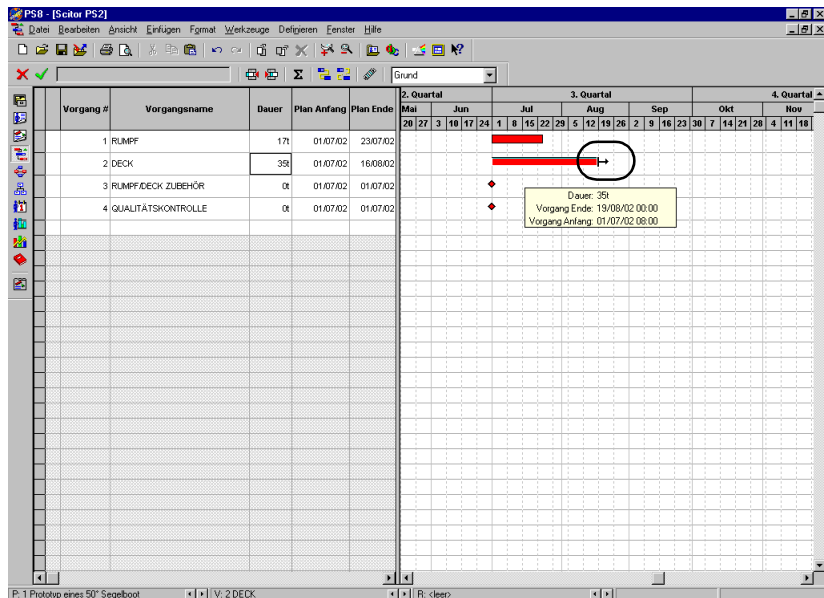 PS8 - [Scitor PS2]
Datei Bearbeiten Ansicht Einfügen Format Werkzeuge Definieren Fenster Hilfe
Grund
Vorgang # Vorgangsname Dauer Plan Anfang Plan Ende
2. Quartal 3. Quartal 4. Quartal
Mai Jun Jul Aug Sep Okt Nov
20 27 3 10 17 24 1 8 15 22 29 5 12 19 26 2 9 16 23 30 7 14 21 28 4 11 18
1 RUMPF 17t 01/07/02 23/07/02
2 DECK 35t 01/07/02 16/08/02
3 RUMPF/DECK ZUBEHÖR 0t 01/07/02 01/07/02
4 QUALITÄTSKONTROLLE 0t 01/07/02 01/07/02
Dauer: 35t
Vorgang Ende: 19/08/02 00:00
Vorgang Anfang: 01/07/02 08:00
P: 1 Prototyp eines 50" Segelboot V: 2 DECK R: <leer>